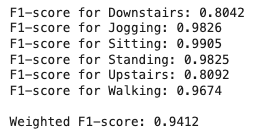 F1-score for Downstairs: 0.8042
F1-score for Jogging: 0.9826
F1-score for Sitting: 0.9905
F1-score for Standing: 0.9825
F1-score for Upstairs: 0.8092
F1-score for Walking: 0.9674
Weighted F1-score: 0.9412